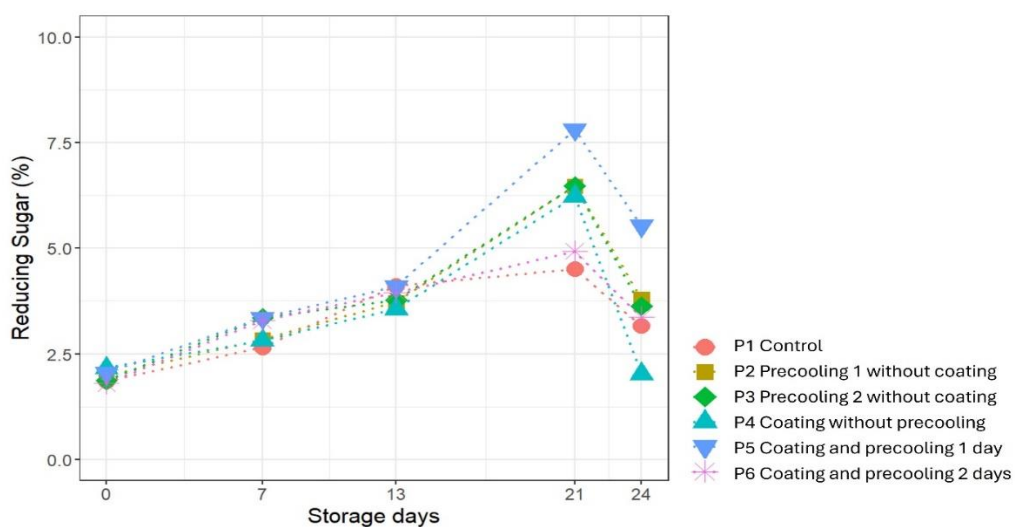 10.0
7.5
5.0
2.5
0.0
Reducing Sugar (%)
0 7 13 21 24
Storage days
P1 Control
P2 Precooling 1 without coating
P3 Precooling 2 without coating
P4 Coating without precooling
P5 Coating and precooling 1 day
P6 Coating and precooling 2 days